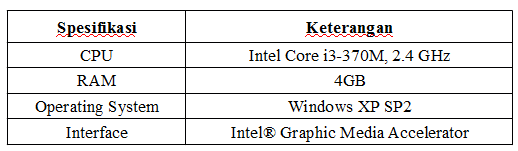 Spesifikasi Keterangan
CPU Intel Core i3-370M, 2.4 GHz
RAM 4GB
Operating System Windows XP SP2
Interface Intel® Graphic Media Accelerator